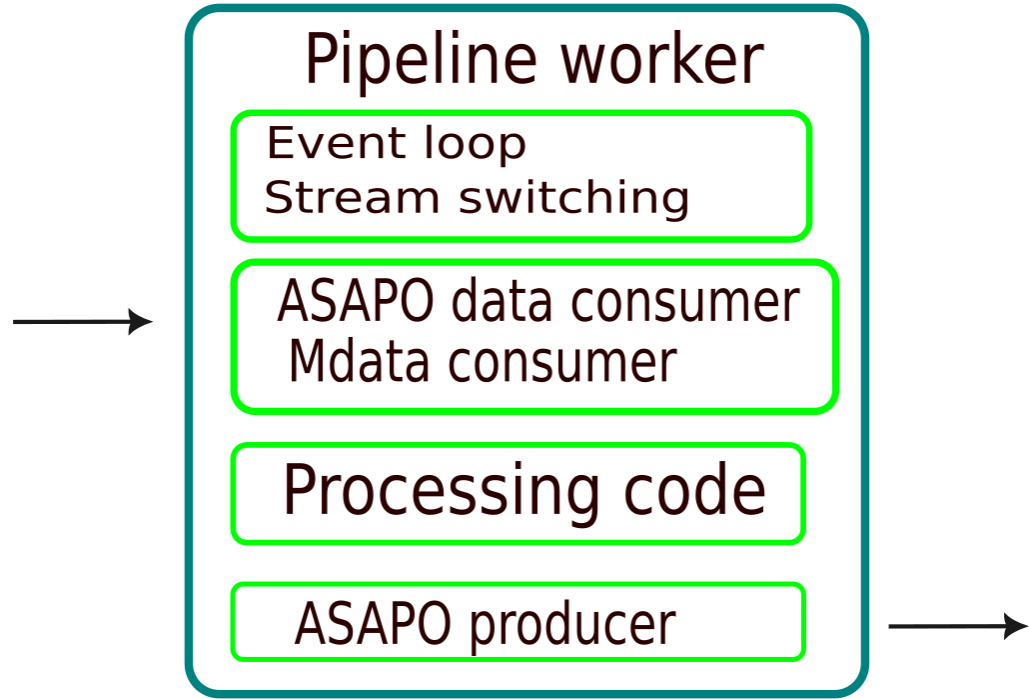 Pipeline worker
Event loop
Stream switching
ASAPO data consumer
Mdata consumer
Processing code
ASAPO producer